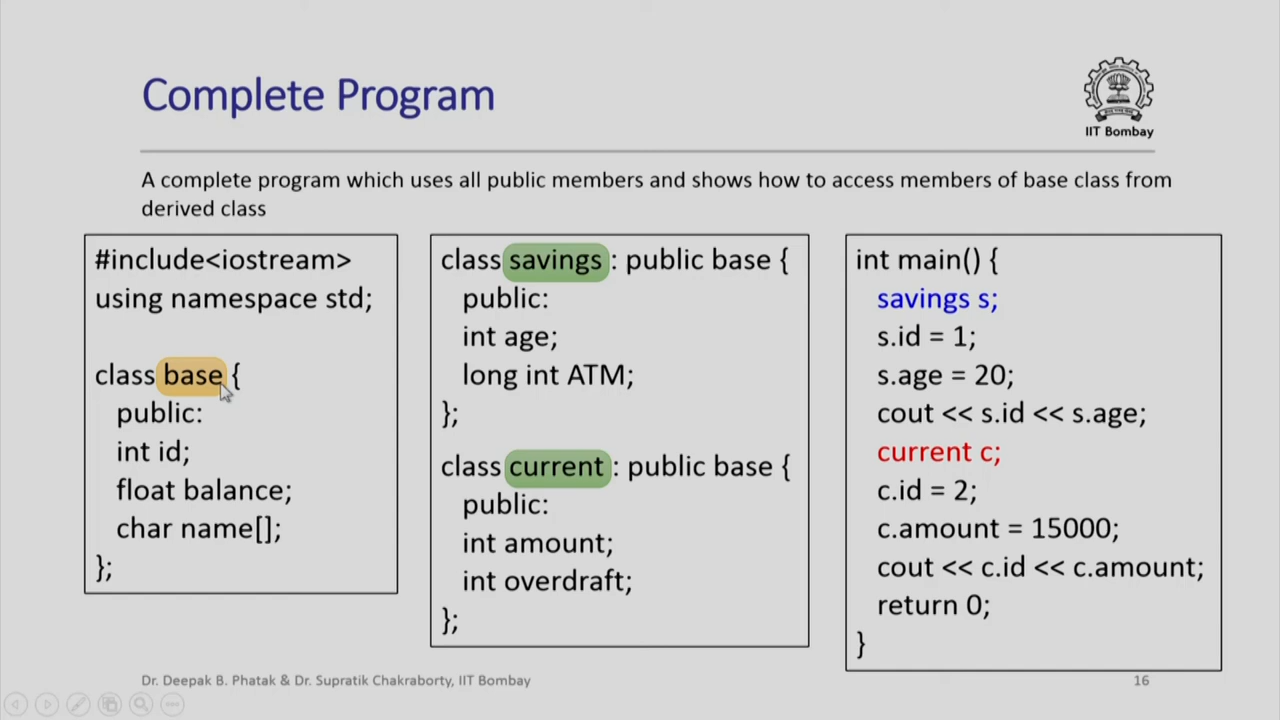 Complete Program
IIT Bombay
A complete program which uses all public members and shows how to access members of base class from
derived class
#include<iostream>
using namespace std;
class base {
public:
int id;
float balance;
char name[];
};
class savings : public base {
public:
int age;
long int ATM;
};
class current : public base {
public:
int amount;
int overdraft;
};
int main() {
savings s;
s.id = 1;
s.age = 20;
cout << s.id << s.age;
current c;
c.id = 2;
c.amount = 15000;
cout << c.id << c.amount;
return 0;
}
Dr. Deepak B. Phatak & Dr. Supratik Chakraborty, IIT Bombay
16